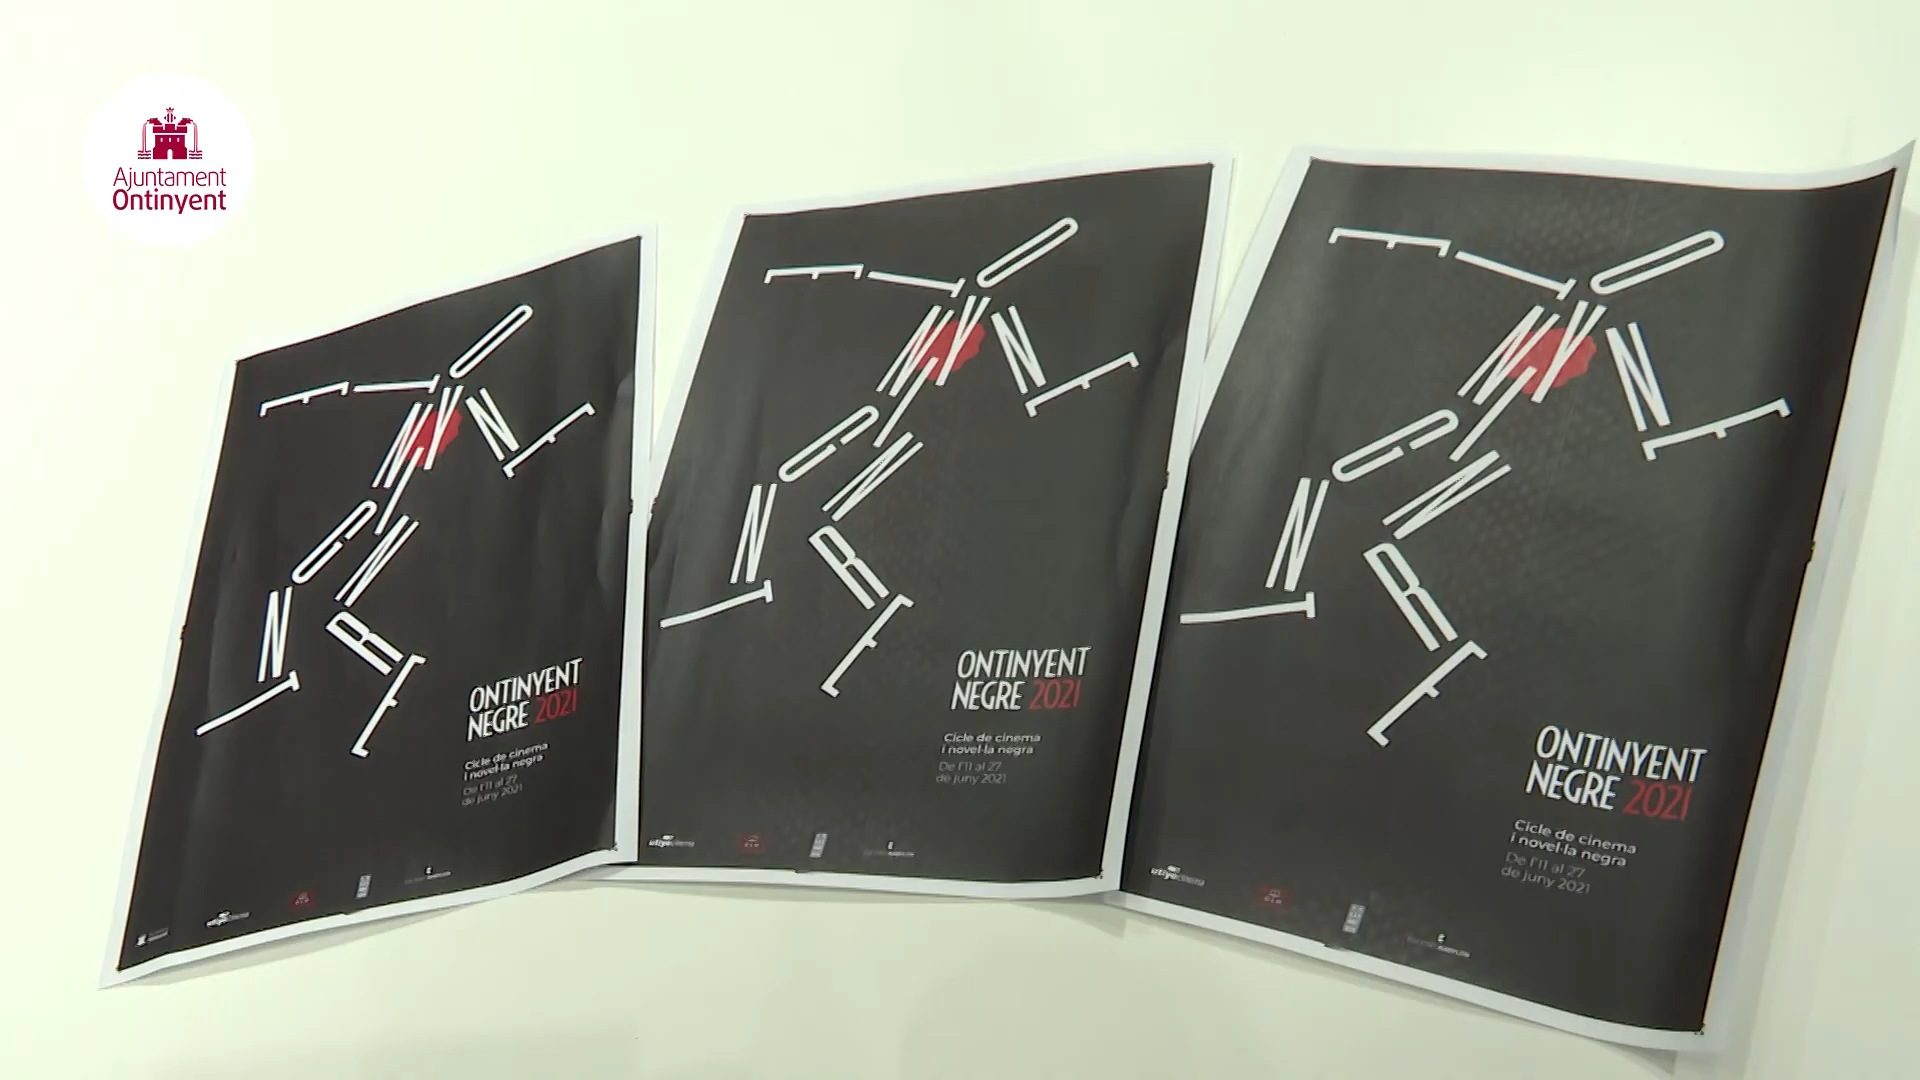 Ajuntament
Ontinyent
ONTINYENT
NEGRE 2021
Cicle de cinema
i novel·la negra
De l'11 al 27
de juny 2021
ONTINYENT
NEGRE 2021
Cicle de cinema
i novel·la negra
De l'11 al 27
de juny 2021
ONTINYENT
NEGRE 2021
Cicle de cinema
i novel·la negra
De l'11 al 27
de juny 2021